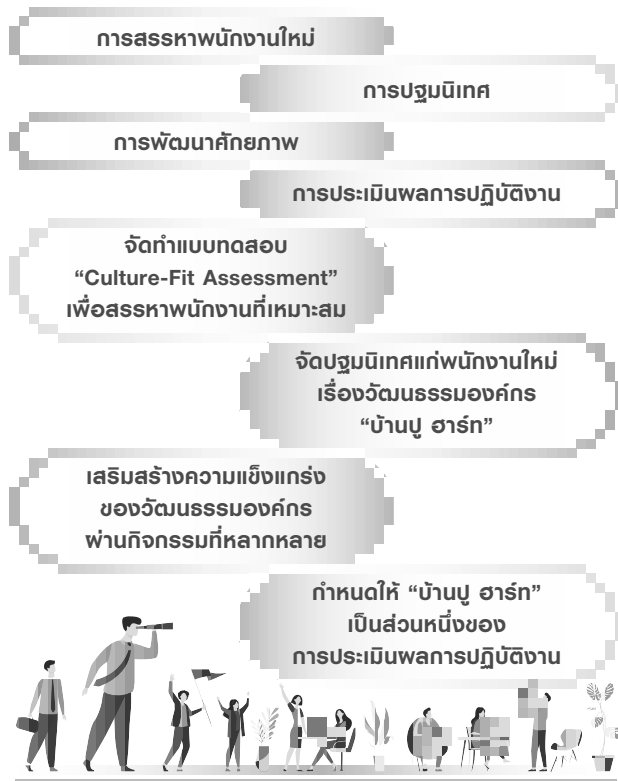 การสรรหาพนักงานใหม่
การปฐมนิเทศ
การพัฒนาศักยภาพ
การประเมินผลการปฏิบัติงาน
จัดทำแบบทดสอบ
“Culture-Fit Assessment”
เพื่อสรรหาพนักงานที่เหมาะสม
จัดปฐมนิเทศแก่พนักงานใหม่
เรื่องวัฒนธรรมองค์กร
“บ้านปู ฮาร์ท”
เสริมสร้างความแข็งแกร่ง
ของวัฒนธรรมองค์กร
ผ่านกิจกรรมที่หลากหลาย
กำหนดให้ “บ้านปู ฮาร์ท”
เป็นส่วนหนึ่งของ
การประเมินผลการปฏิบัติงาน